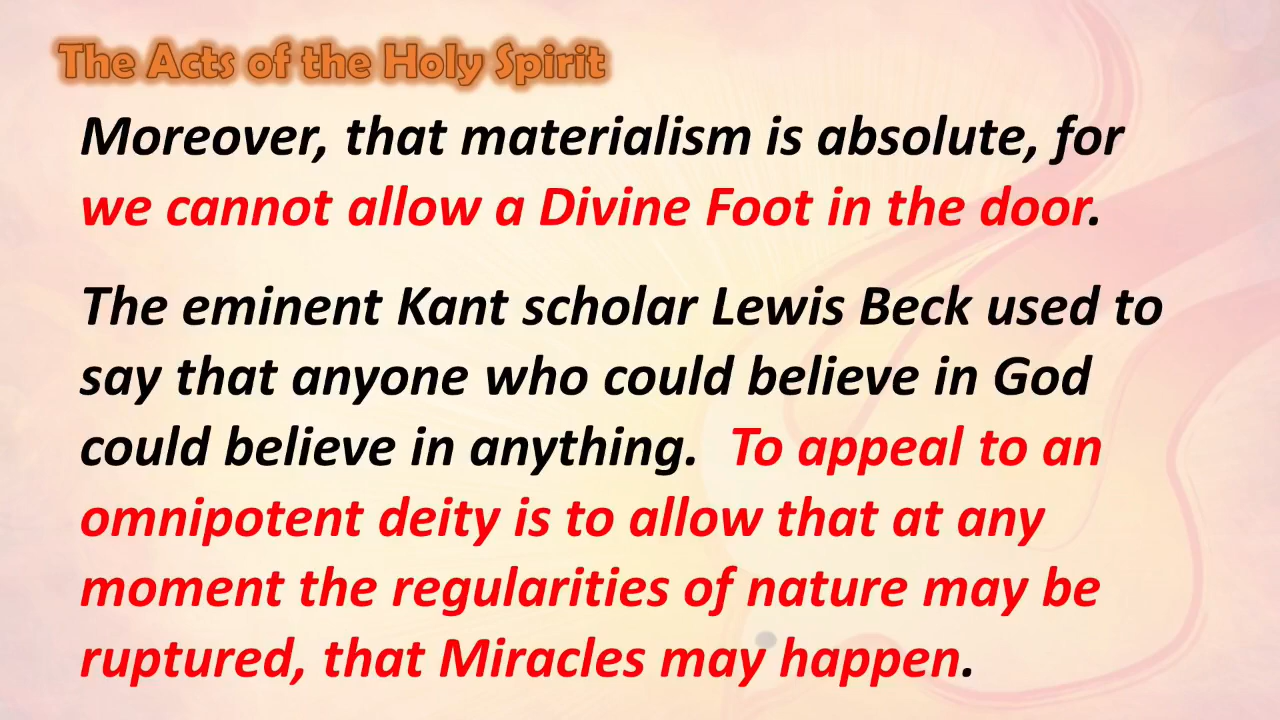 The Acts of the Holy Spirit
Moreover, that materialism is absolute, for
we cannot allow a Divine Foot in the door.
The eminent Kant scholar Lewis Beck used to
say that anyone who could believe in God
could believe in anything.  To appeal to an
omnipotent deity is to allow that at any
moment the regularities of nature may be
ruptured, that Miracles may happen.